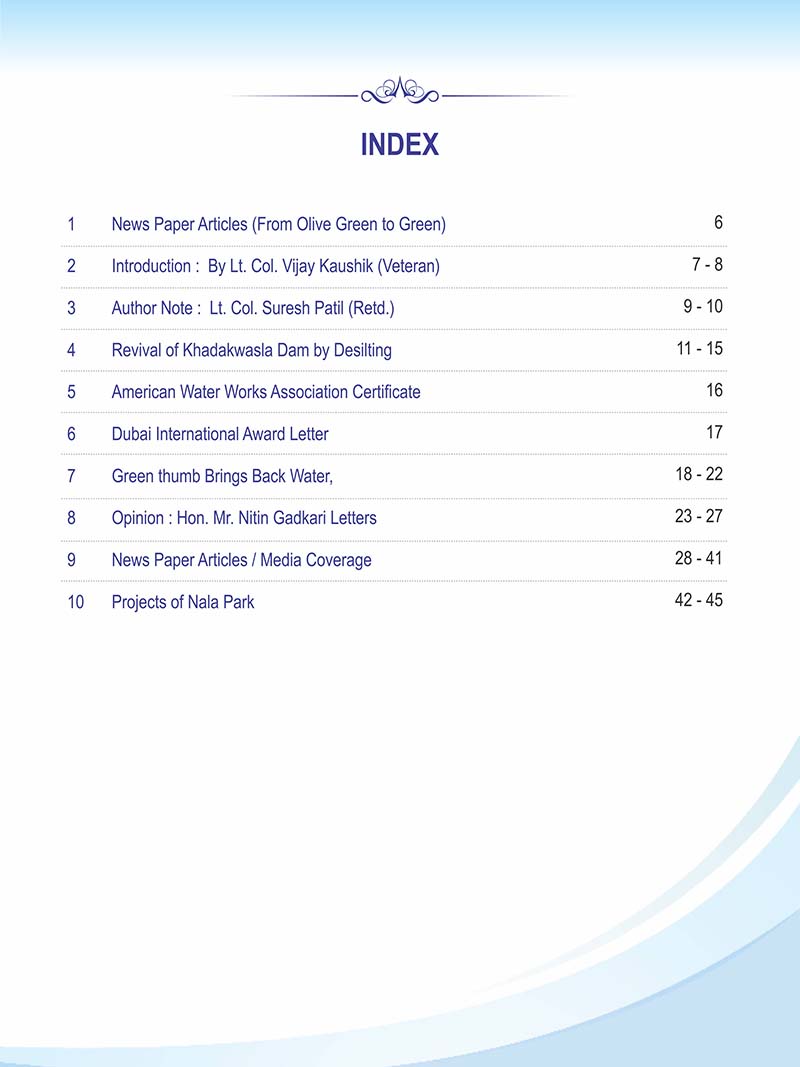 INDEX
1 News Paper Articles (From Olive Green to Green) 6
2 Introduction : By Lt. Col. Vijay Kaushik (Veteran) 7 - 8
3 Author Note : Lt. Col. Suresh Patil (Retd.) 9 - 10
4 Revival of Khadakwasla Dam by Desilting 11 - 15
5 American Water Works Association Certificate 16
6 Dubai International Award Letter 17
7 Green thumb Brings Back Water, 18 - 22
8 Opinion : Hon. Mr. Nitin Gadkari Letters 23 - 27
9 News Paper Articles / Media Coverage 28 - 41
10 Projects of Nala Park 42 - 45